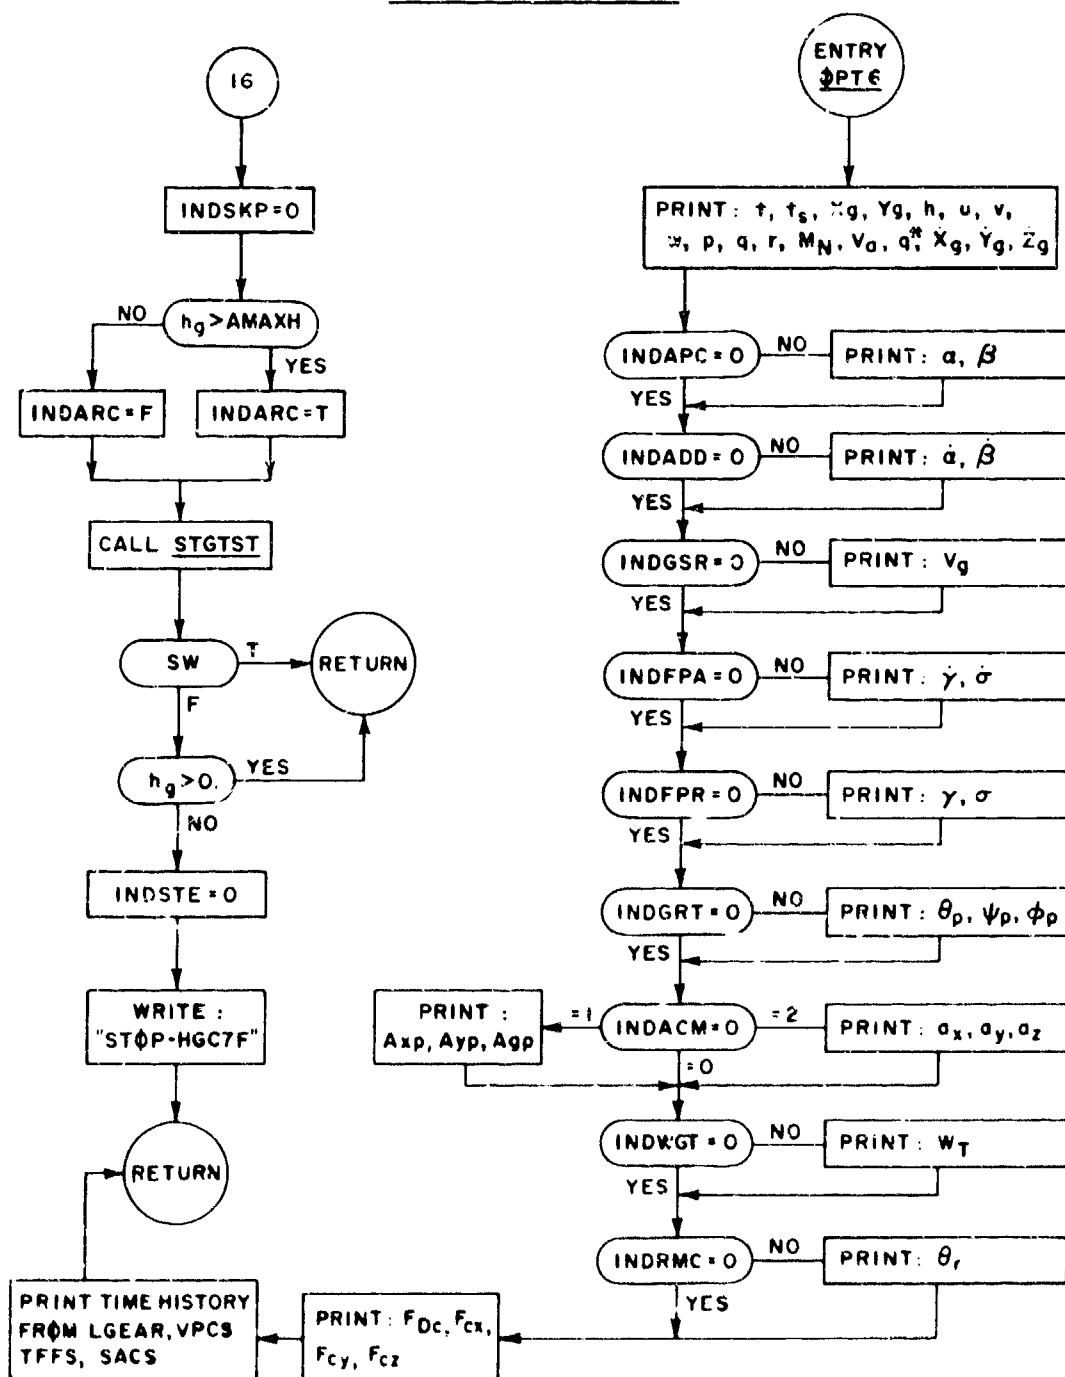 16
INDSKP=0
hg>AMAXH
NO
YES
INDARC=F
INDARC=T
CALL STGTST
SW
T
RETURN
F
hg>0.
YES
NO
INDSTE=0
WRITE :
"STØP-HGC7F"
RETURN
PRINT TIME HISTORY
FRØM LGEAR, VPCS
TFFS, SACS
ENTRY
ØPT6
PRINT: t, ts, Xg, Yg, h, u, v,
w, p, q, r, MN, Va, q*, Ẋg, Ẏg, Żg
INDAPC=0
NO
PRINT: α, β
YES
INDADD=0
NO
PRINT: α̇, β̇
YES
INDGSR=0
NO
PRINT: Vg
YES
INDFPA=0
NO
PRINT: γ̇, σ̇
YES
INDFPR=0
NO
PRINT: γ, σ
YES
INDGRT=0
NO
PRINT: θp, ψp, φp
YES
PRINT :
Axp, Ayp, Agp
=1
INDACM=0
=2
PRINT: ax, ay, az
=0
INDWGT=0
NO
PRINT: WT
YES
INDRMC=0
NO
PRINT: θr
YES
PRINT: FDc, Fcx,
Fcy, Fcz